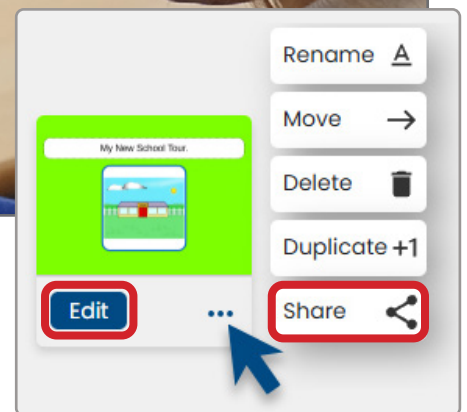 Rename A
Move
My New School Tour.
Delete
Duplicate +1
Edit ...
Share